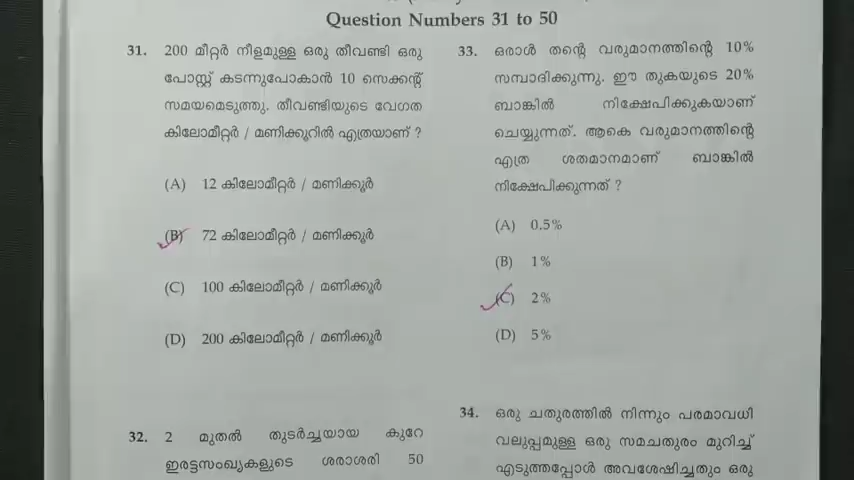 Question Numbers 31 to 50
31. 200 മീറ്റർ നീളമുള്ള ഒരു തീവണ്ടി ഒരു
പോസ്റ്റ് കടന്നുപോകാൻ 10 സെക്കന്റ്
സമയമെടുത്തു. തീവണ്ടിയുടെ വേഗത
കിലോമീറ്റർ / മണിക്കൂറിൽ എത്രയാണ് ?
(A) 12 കിലോമീറ്റർ / മണിക്കൂർ
(B) 72 കിലോമീറ്റർ / മണിക്കൂർ
(C) 100 കിലോമീറ്റർ / മണിക്കൂർ
(D) 200 കിലോമീറ്റർ / മണിക്കൂർ
32. 2 മുതൽ തുടർച്ചയായ കുറേ
ഇരട്ടസംഖ്യകളുടെ ശരാശരി 50
33. ഒരാൾ തന്റെ വരുമാനത്തിന്റെ 10%
സമ്പാദിക്കുന്നു. ഈ തുകയുടെ 20%
ബാങ്കിൽ നിക്ഷേപിക്കുകയാണ്
ചെയ്യുന്നത്. ആകെ വരുമാനത്തിന്റെ
എത്ര ശതമാനമാണ് ബാങ്കിൽ
നിക്ഷേപിക്കുന്നത് ?
(A) 0.5%
(B) 1%
(C) 2%
(D) 5%
34. ഒരു ചതുരത്തിൽ നിന്നും പരമാവധി
വലുപ്പമുള്ള ഒരു സമചതുരം മുറിച്ച്
എടുത്തപ്പോൾ അവശേഷിച്ചതും ഒരു